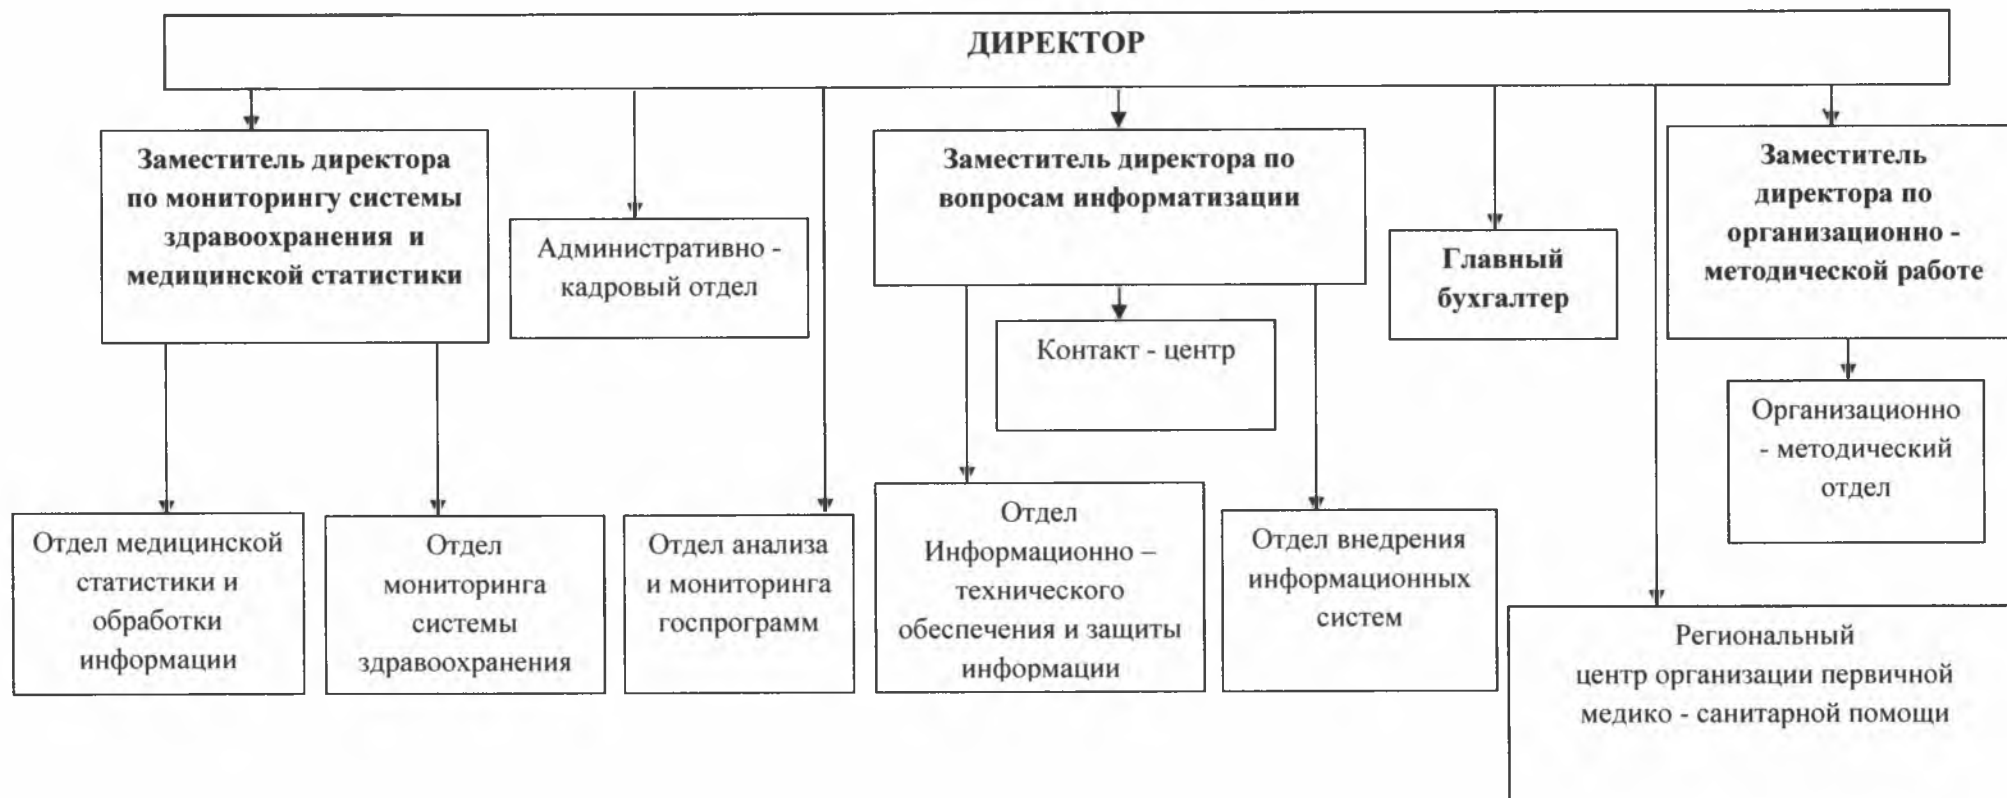 ДИРЕКТОР
Заместитель директора
по мониторингу системы
здравоохранения и
медицинской статистики
Административно -
кадровый отдел
Заместитель директора по
вопросам информатизации
Главный
бухгалтер
Заместитель
директора по
организационно -
методической работе
Контакт - центр
Организационно
- методический
отдел
Отдел медицинской
статистики и
обработки
информации
Отдел
мониторинга
системы
здравоохранения
Отдел анализа
и мониторинга
госпрограмм
Отдел
Информационно –
технического
обеспечения и защиты
информации
Отдел внедрения
информационных
систем
Региональный
центр организации первичной
медико - санитарной помощи